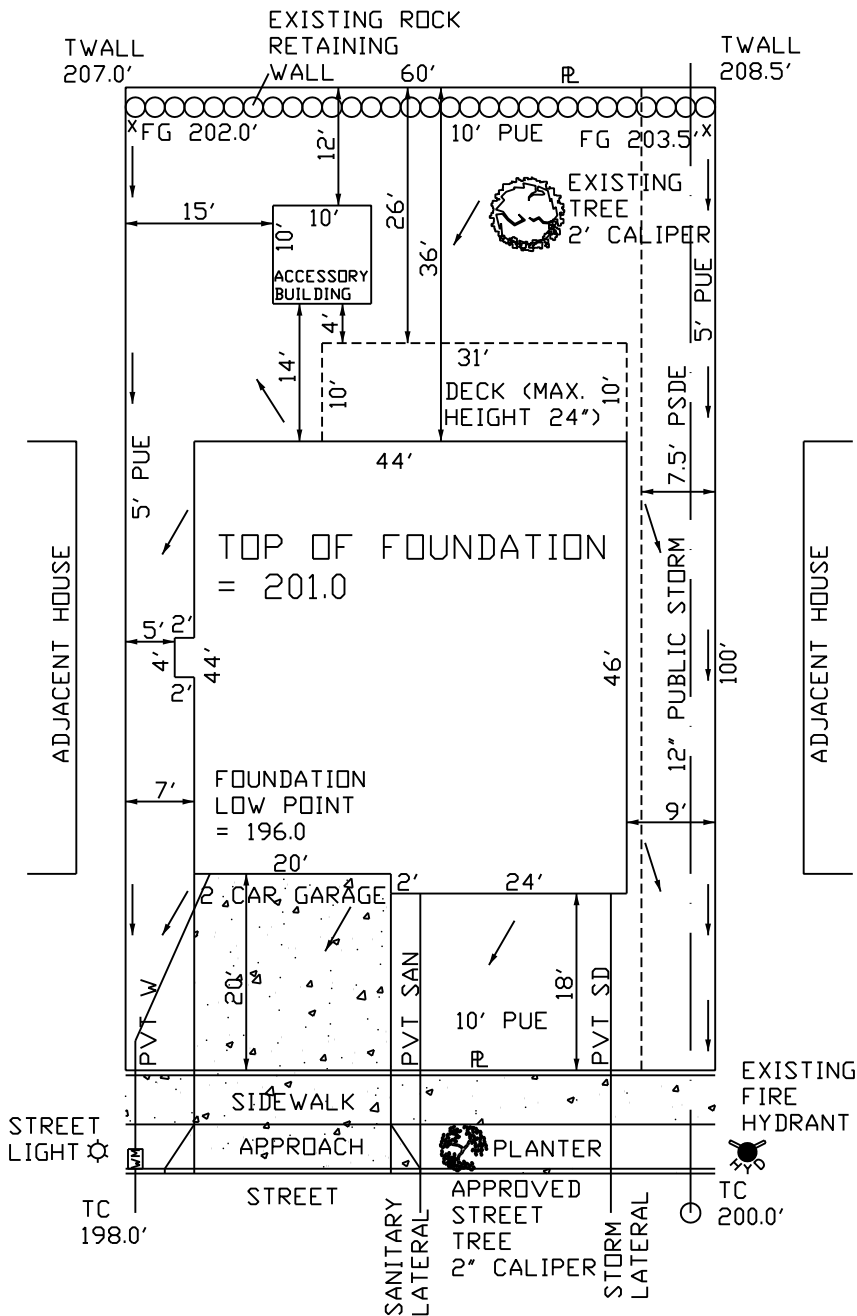 EXISTING ROCK
RETAINING
WALL
TWALL
207.0'
60'
PL
TWALL
208.5'
X
FG 202.0'
12'
10' PUE
FG 203.5'
X
EXISTING
TREE
2' CALIPER
15'
10'
10'
26'
36'
ACCESSORY
BUILDING
5' PUE
4'
14'
31'
10'
DECK (MAX.
HEIGHT 24")
10'
7.5' PSDE
44'
5' PUE
TOP OF FOUNDATION
= 201.0
ADJACENT HOUSE
ADJACENT HOUSE
5'
2'
4'
44'
2'
46'
12" PUBLIC STORM
100'
7'
FOUNDATION
LOW POINT
= 196.0
9'
20'
2 CAR GARAGE
2'
24'
PVT W
20'
PVT SAN
18'
PVT SD
10' PUE
PL
SIDEWALK
EXISTING
FIRE
HYDRANT
STREET
LIGHT
WM
APPROACH
PLANTER
HYD
STREET
TC
198.0'
SANITARY
LATERAL
APPROVED
STREET
TREE
2" CALIPER
STORM
LATERAL
TC
200.0'